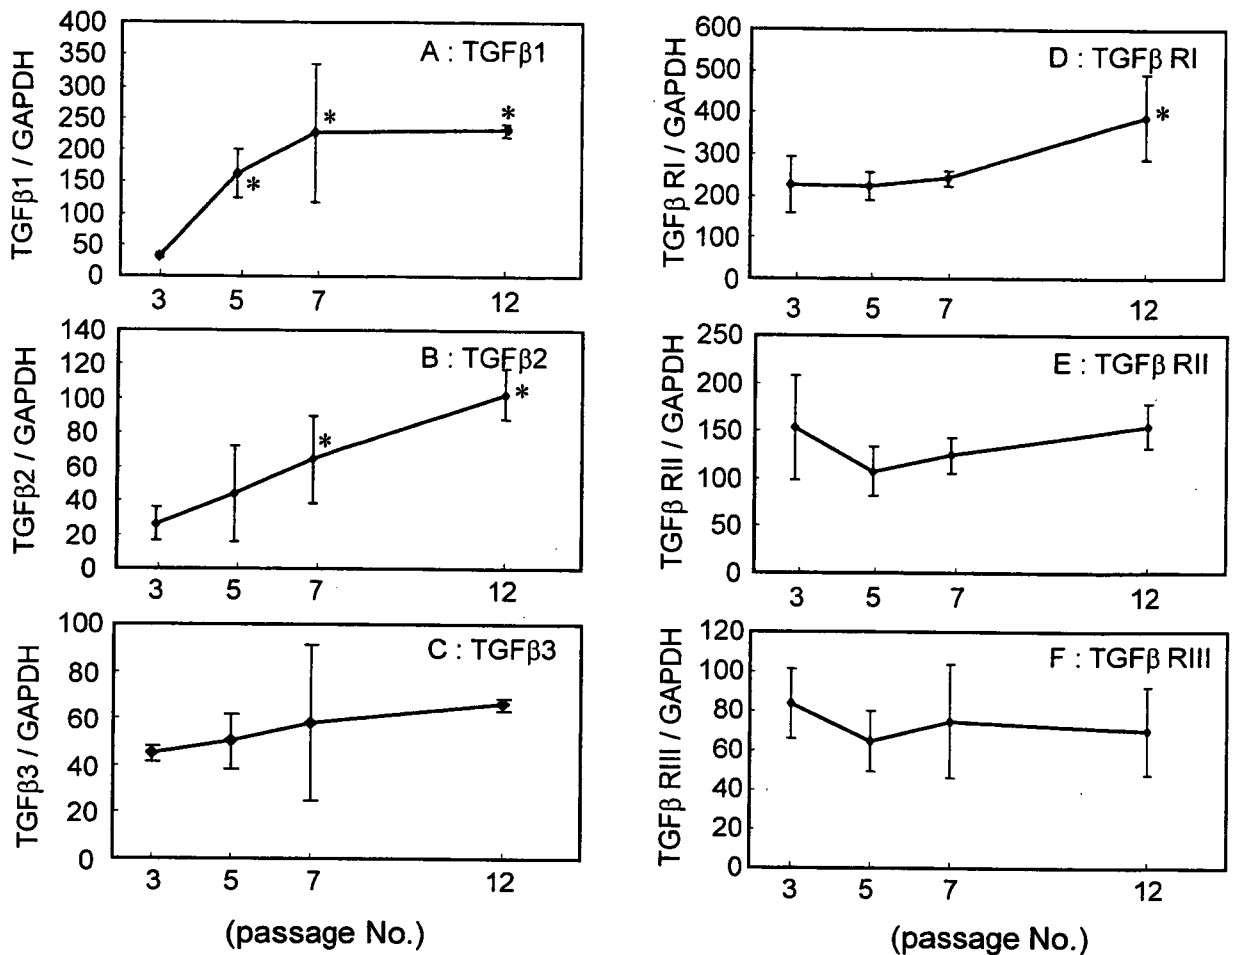 A : TGFβ1
TGFβ1 / GAPDH
400
350
300
250
200
150
100
50
0
*
*
*
3 5 7 12
B : TGFβ2
TGFβ2 / GAPDH
140
120
100
80
60
40
20
0
*
*
3 5 7 12
C : TGFβ3
TGFβ3 / GAPDH
100
80
60
40
20
0
3 5 7 12
(passage No.)
D : TGFβ RI
TGFβ RI / GAPDH
600
500
400
300
200
100
0
*
3 5 7 12
E : TGFβ RII
TGFβ RII / GAPDH
250
200
150
100
50
0
3 5 7 12
F : TGFβ RIII
TGFβ RIII / GAPDH
120
100
80
60
40
20
0
3 5 7 12
(passage No.)